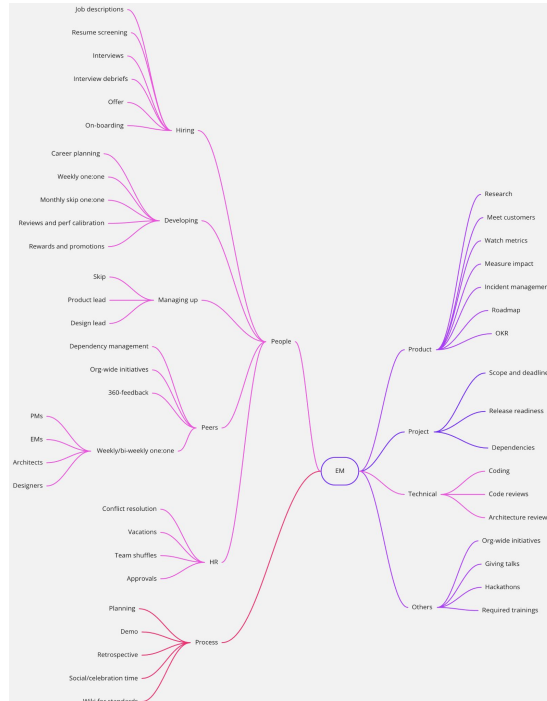 Job descriptions
Resume screening
Interviews
Interview debriefs
Offer
On-boarding
Hiring
Career planning
Weekly one:one
Monthly skip one:one
Reviews and perf calibration
Rewards and promotions
Developing
Skip
Product lead
Design lead
Managing up
People
Dependency management
Org-wide initiatives
360-feedback
Peers
Weekly/bi-weekly one:one
PMs
EMs
Architects
Designers
Conflict resolution
Vacations
Team shuffles
Approvals
HR
Planning
Demo
Retrospective
Social/celebration time
Process
EM
Research
Meet customers
Watch metrics
Measure impact
Incident managemen
Roadmap
OKR
Product
Scope and deadline
Release readiness
Dependencies
Project
Coding
Code reviews
Architecture review
Technical
Org-wide initiatives
Giving talks
Hackathons
Required trainings
Others